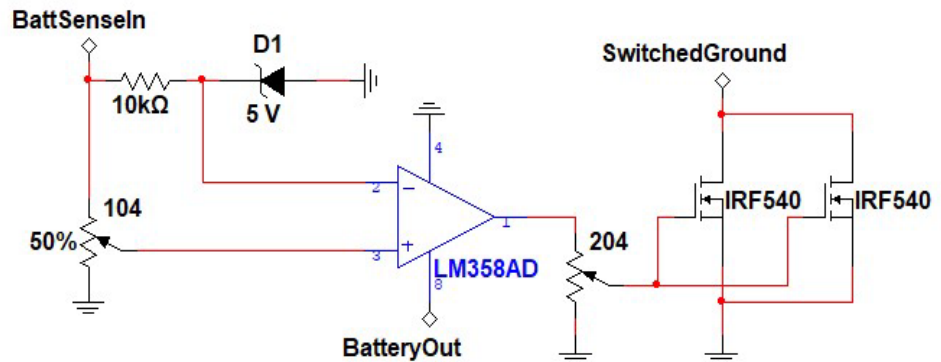 BattSenseIn
D1
10kΩ
5 V
SwitchedGround
4
2
IRF540
IRF540
104
50%
1
204
3
LM358AD
8
BatteryOut